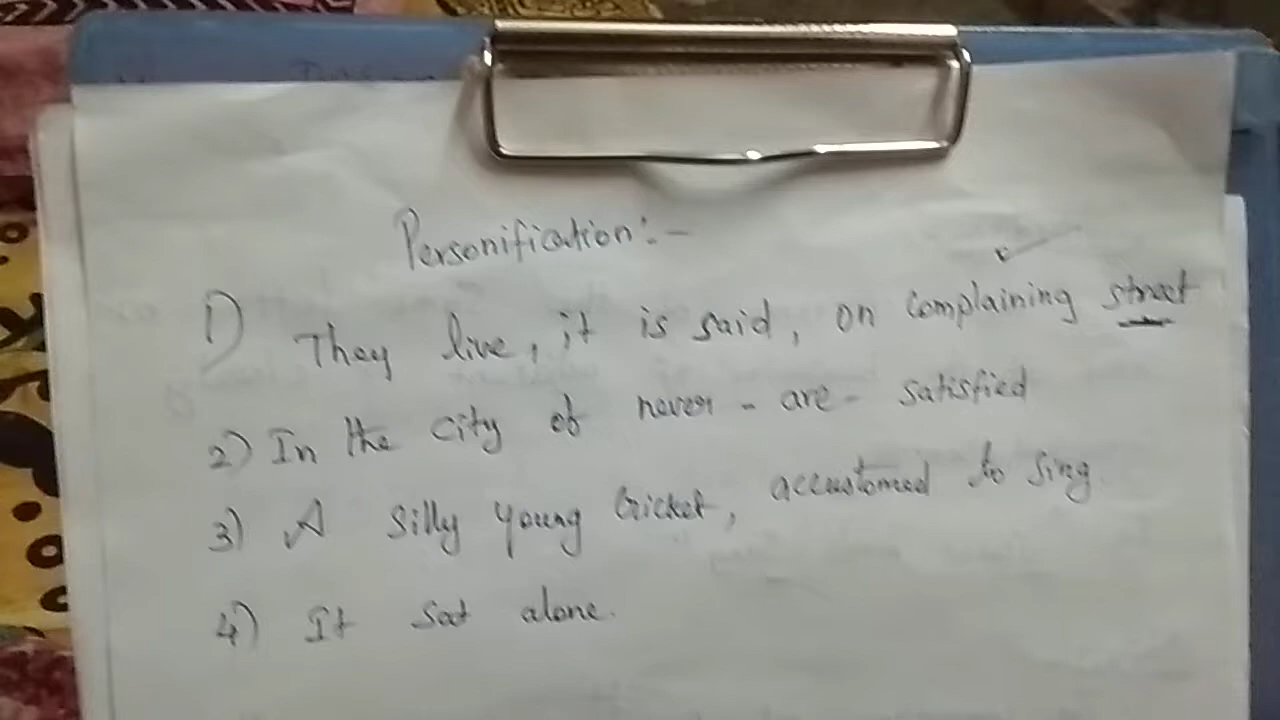 Personification:-
1) They live, it is said, on complaining street
2) In the city of never - are - satisfied
3) A silly young cricket, accustomed to sing
4) It sat alone.